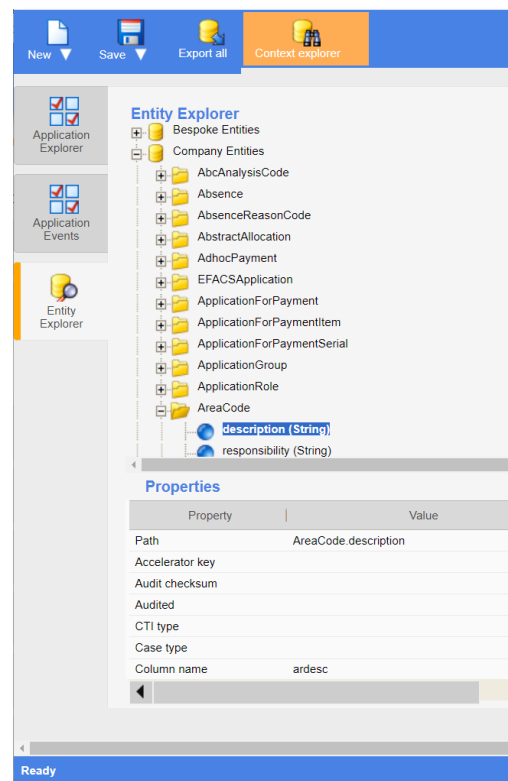 New ▼ Save ▼ Export all Context explorer
Application
Explorer
Application
Events
Entity
Explorer
Entity Explorer
Bespoke Entities
Company Entities
AbcAnalysisCode
Absence
AbsenceReasonCode
AbstractAllocation
AdhocPayment
EFACSApplication
ApplicationForPayment
ApplicationForPaymentItem
ApplicationForPaymentSerial
ApplicationGroup
ApplicationRole
AreaCode
description (String)
responsibility (String)
Properties
Property Value
Path AreaCode.description
Accelerator key
Audit checksum
Audited
CTI type
Case type
Column name ardesc
Ready